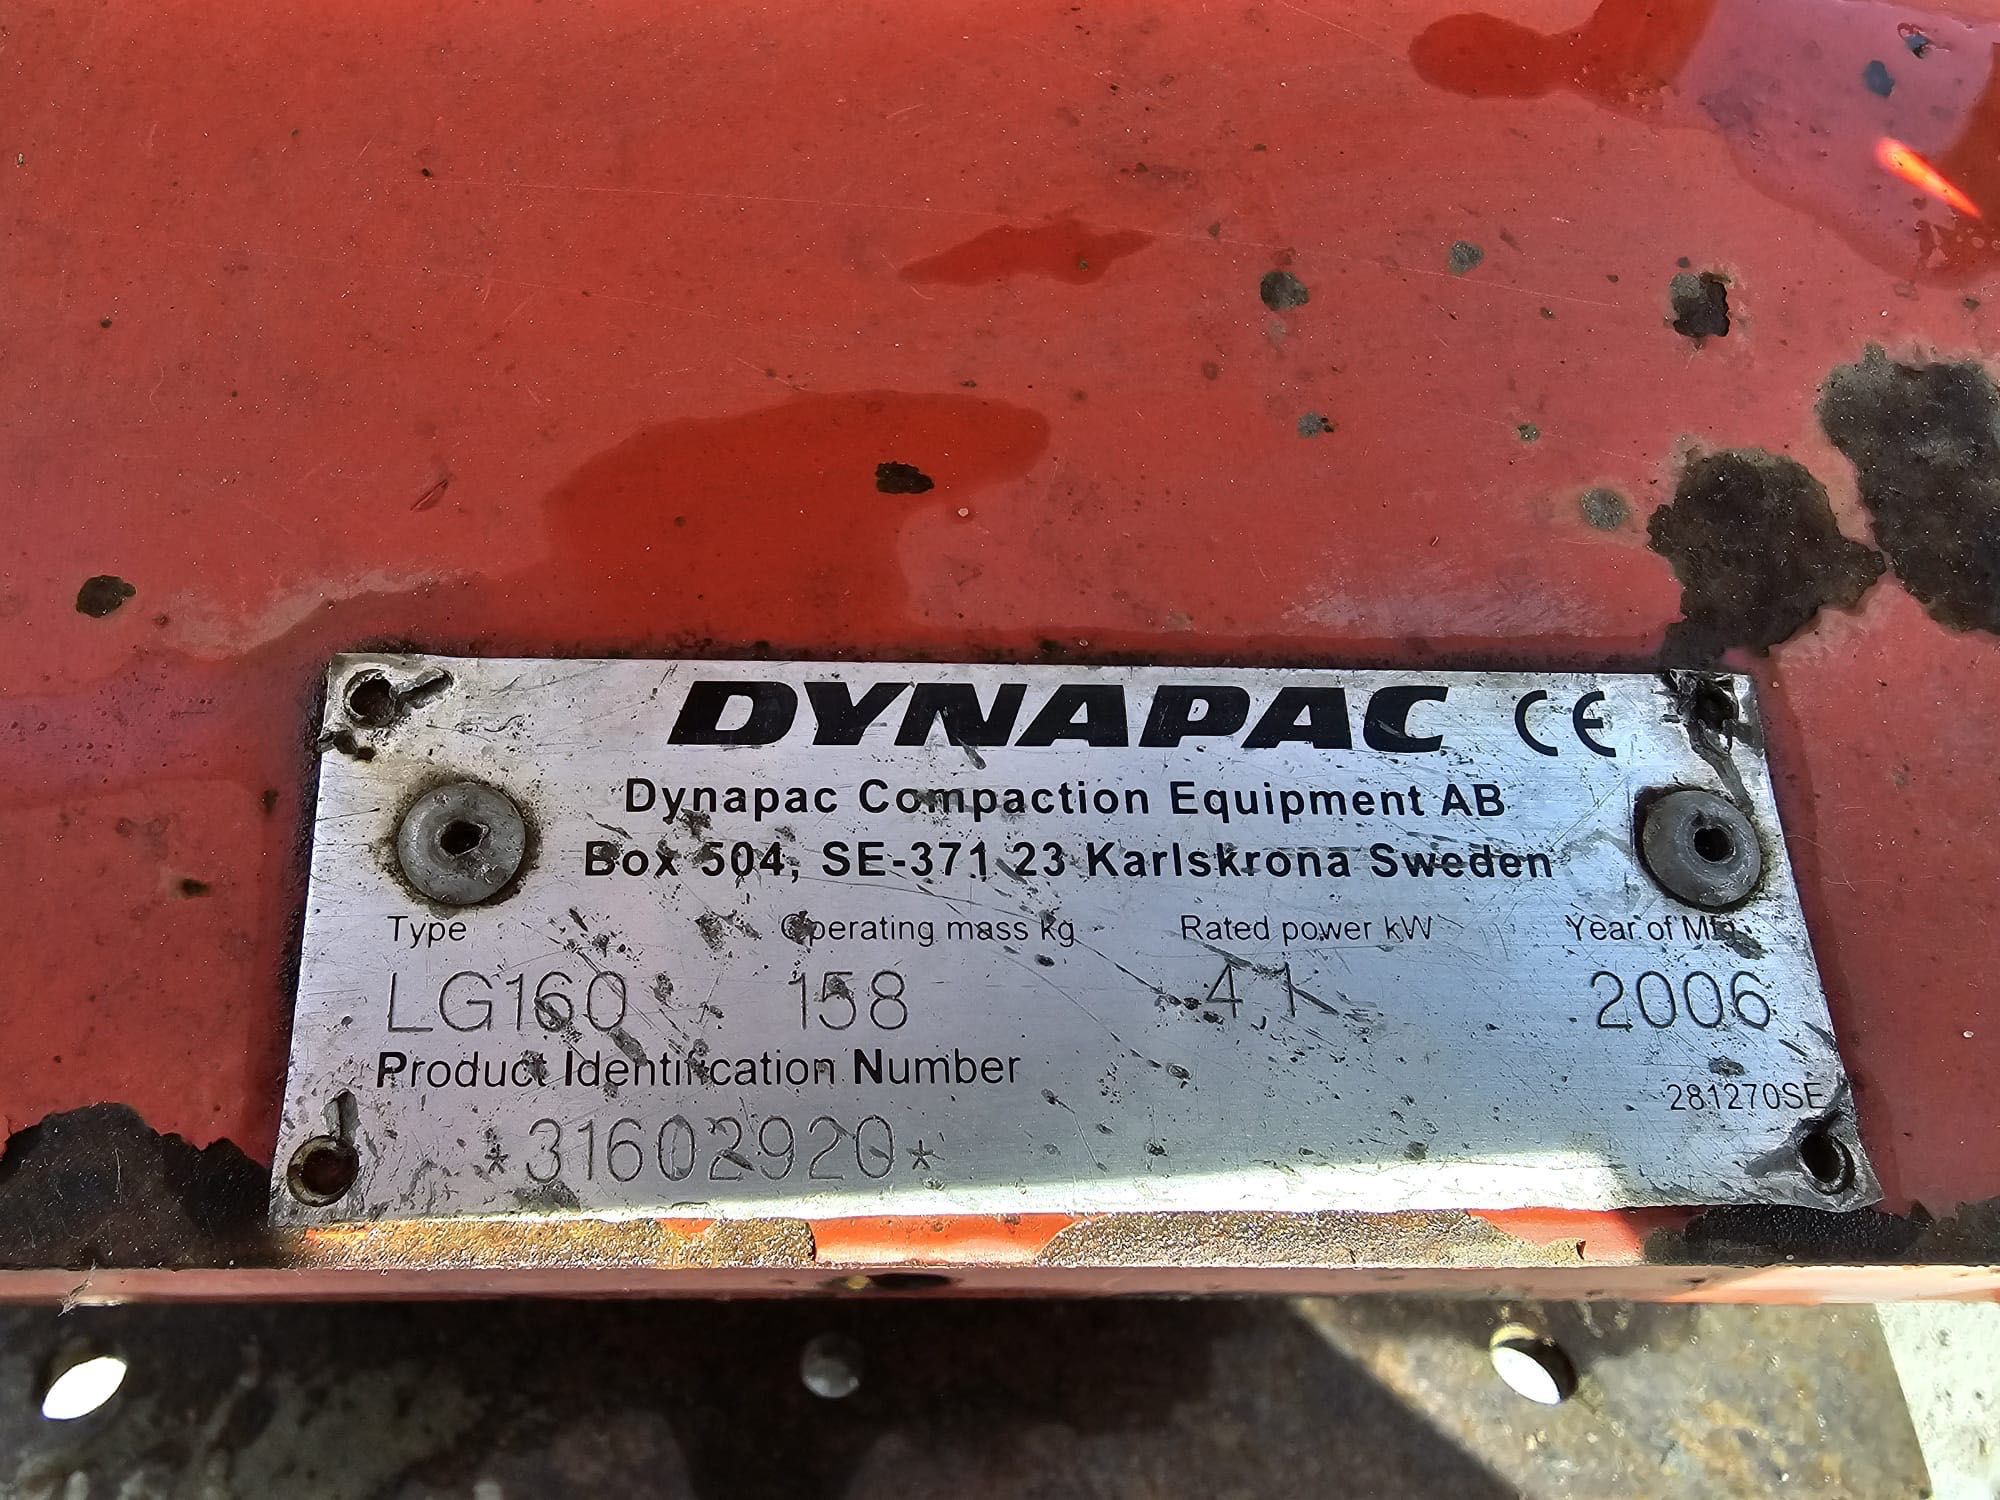 DYNAPAC CE
Dynapac Compaction Equipment AB
Box 504, SE-371 23 Karlskrona Sweden
Type Operating mass kg Rated power kW Year of Mfg
LG160 158 4,1 2006
Product Identification Number
281270SE
*31602920*